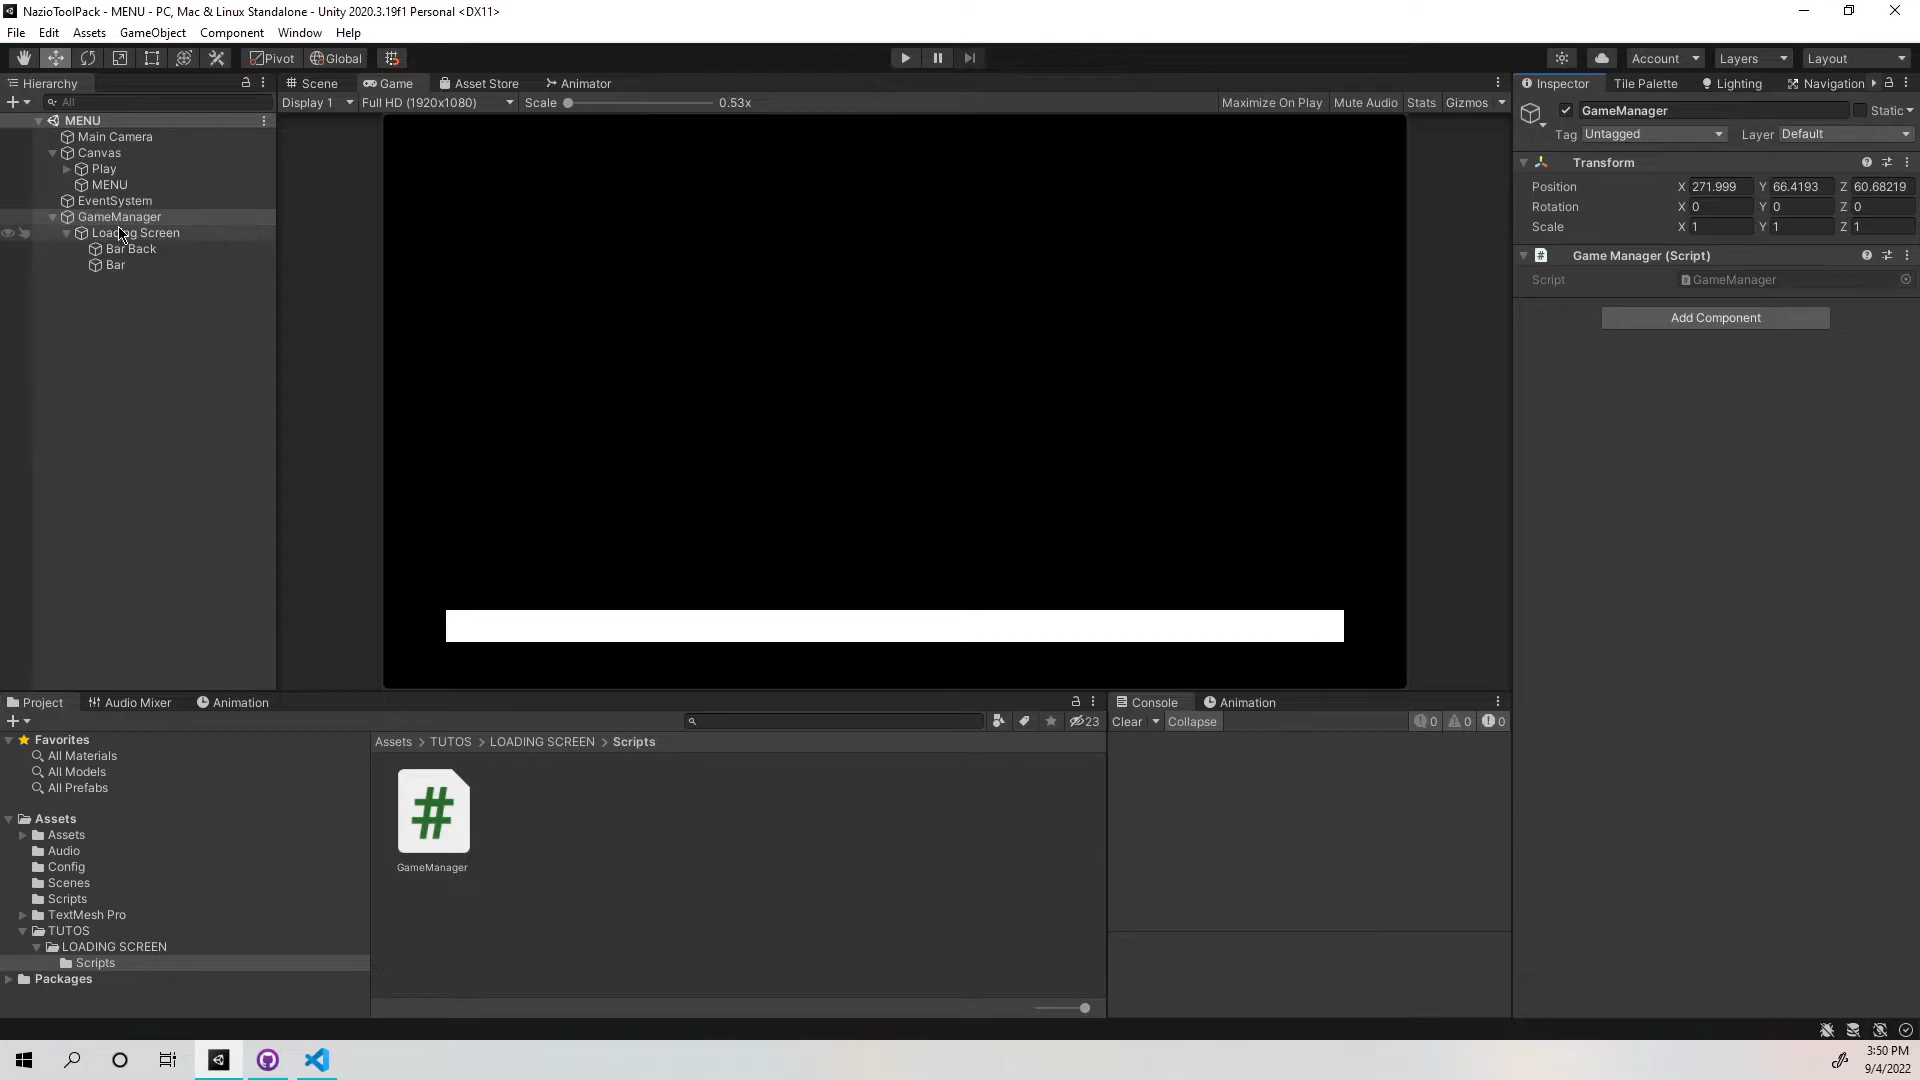 NazioToolPack - MENU - PC, Mac & Linux Standalone - Unity 2020.3.19f1 Personal <DX11>
File Edit Assets GameObject Component Window Help
Pivot Global Account Layers Layout
Hierarchy Scene Game Asset Store Animator Inspector Tile Palette Lighting Navigation
All Display 1 Full HD (1920x1080) Scale 0.53x Maximize On Play Mute Audio Stats Gizmos
GameManager Static
MENU
Tag Untagged Layer Default
Main Camera
Canvas
Transform
Play
MENU
Position X 271.999 Y 66.4193 Z 60.68219
EventSystem
Rotation X 0 Y 0 Z 0
GameManager
Scale X 1 Y 1 Z 1
Loading Screen
Bar Back
Game Manager (Script)
Bar
Script GameManager
Add Component
Project Audio Mixer Animation Console Animation
23 Clear Collapse 0 0 0
Favorites
Assets > TUTOS > LOADING SCREEN > Scripts
All Materials
All Models
All Prefabs
Assets
Assets
Audio
Config
GameManager
Scenes
Scripts
TextMesh Pro
TUTOS
LOADING SCREEN
Scripts
Packages
3:50 PM
9/4/2022